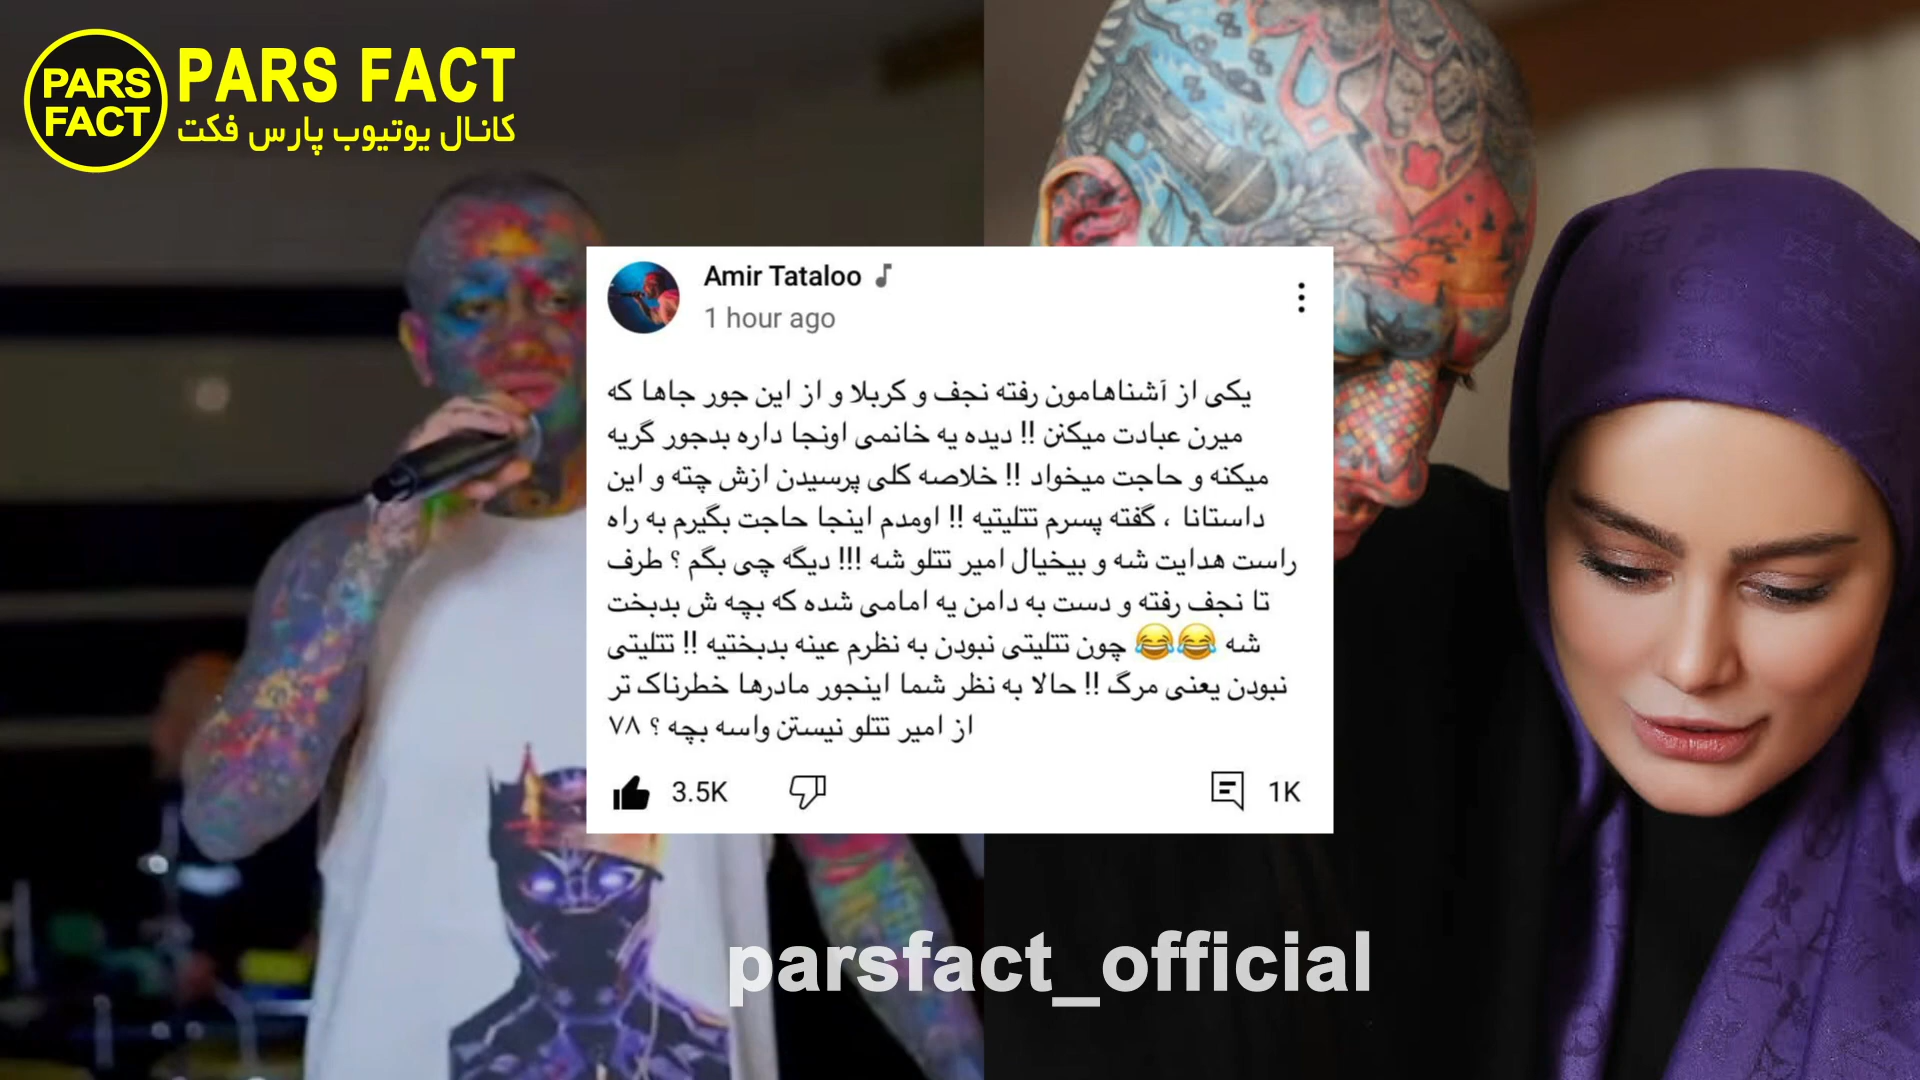 PARS FACT
PARS FACT
کانال یوتیوب پارس فکت
Amir Tataloo
1 hour ago
یکی از آشناهامون رفته نجف و کربلا و از این جور جاها که
میرن عبادت میکنن !! دیده یه خانمی اونجا داره بدجور گریه
میکنه و حاجت میخواد !! خلاصه کلی پرسیدن ازش چته و این
داستانا ، گفته پسرم تتلیتیه !! اومدم اینجا حاجت بگیرم به راه
راست هدایت شه و بیخیال امیر تتلو شه !!! دیگه چی بگم ؟ طرف
تا نجف رفته و دست به دامن یه امامی شده که بچه ش بدبخت
شه 😂😂 چون تتلیتی نبودن به نظرم عینه بدبختیه !! تتلیتی
نبودن یعنی مرگ !! حالا به نظر شما اینجور مادرها خطرناک تر
از امیر تتلو نیستن واسه بچه ؟ ۷۸
3.5K
1K
parsfact_official